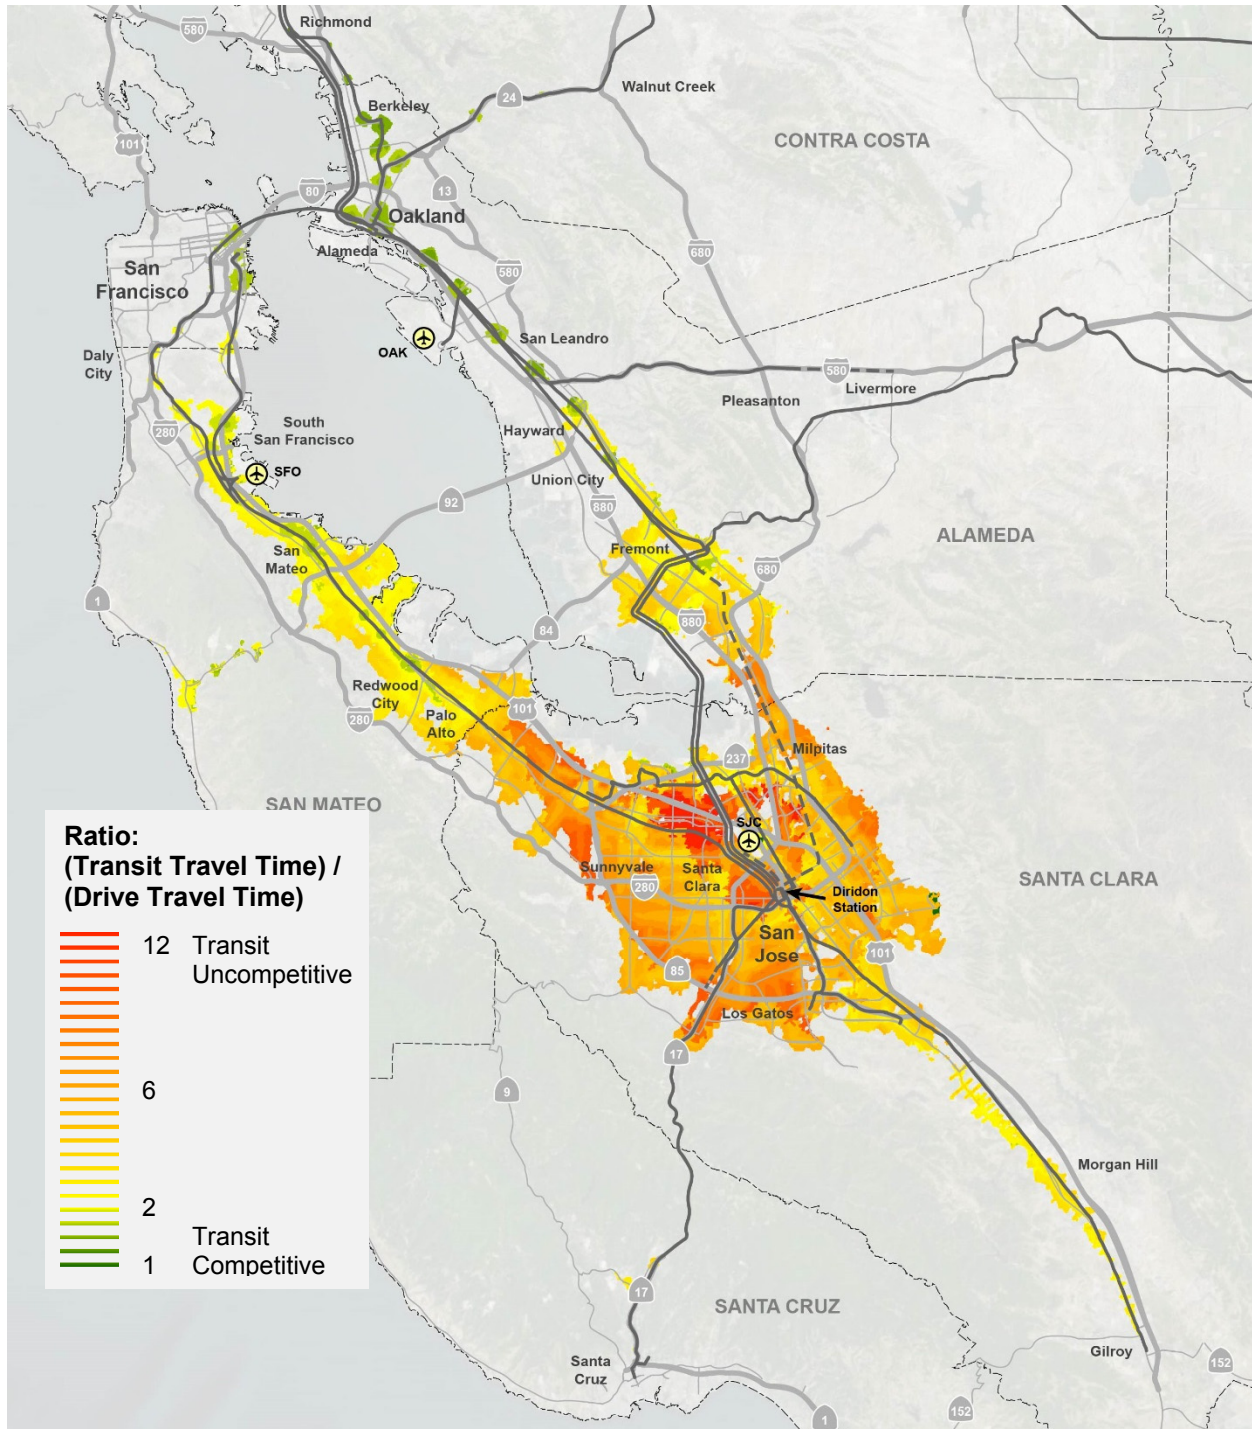 Richmond
580
Walnut Creek
24
Berkeley
CONTRA COSTA
101
80
13
Oakland
Alameda
680
580
San
Francisco
OAK
San Leandro
Daly
City
580
Livermore
Pleasanton
South
San Francisco
280
Hayward
SFO
Union City
92
880
San
Mateo
Fremont
ALAMEDA
680
1
84
880
Redwood
City
Palo
Alto
101
280
237
Milpitas
SAN MATEO
SJC
Sunnyvale
Santa
Clara
280
Diridon
Station
SANTA CLARA
San
Jose
101
85
Los Gatos
17
9
Morgan Hill
17
SANTA CRUZ
Santa
Cruz
Gilroy
152
152
1
Ratio:
(Transit Travel Time) /
(Drive Travel Time)
12 Transit
Uncompetitive
6
2
Transit
1 Competitive